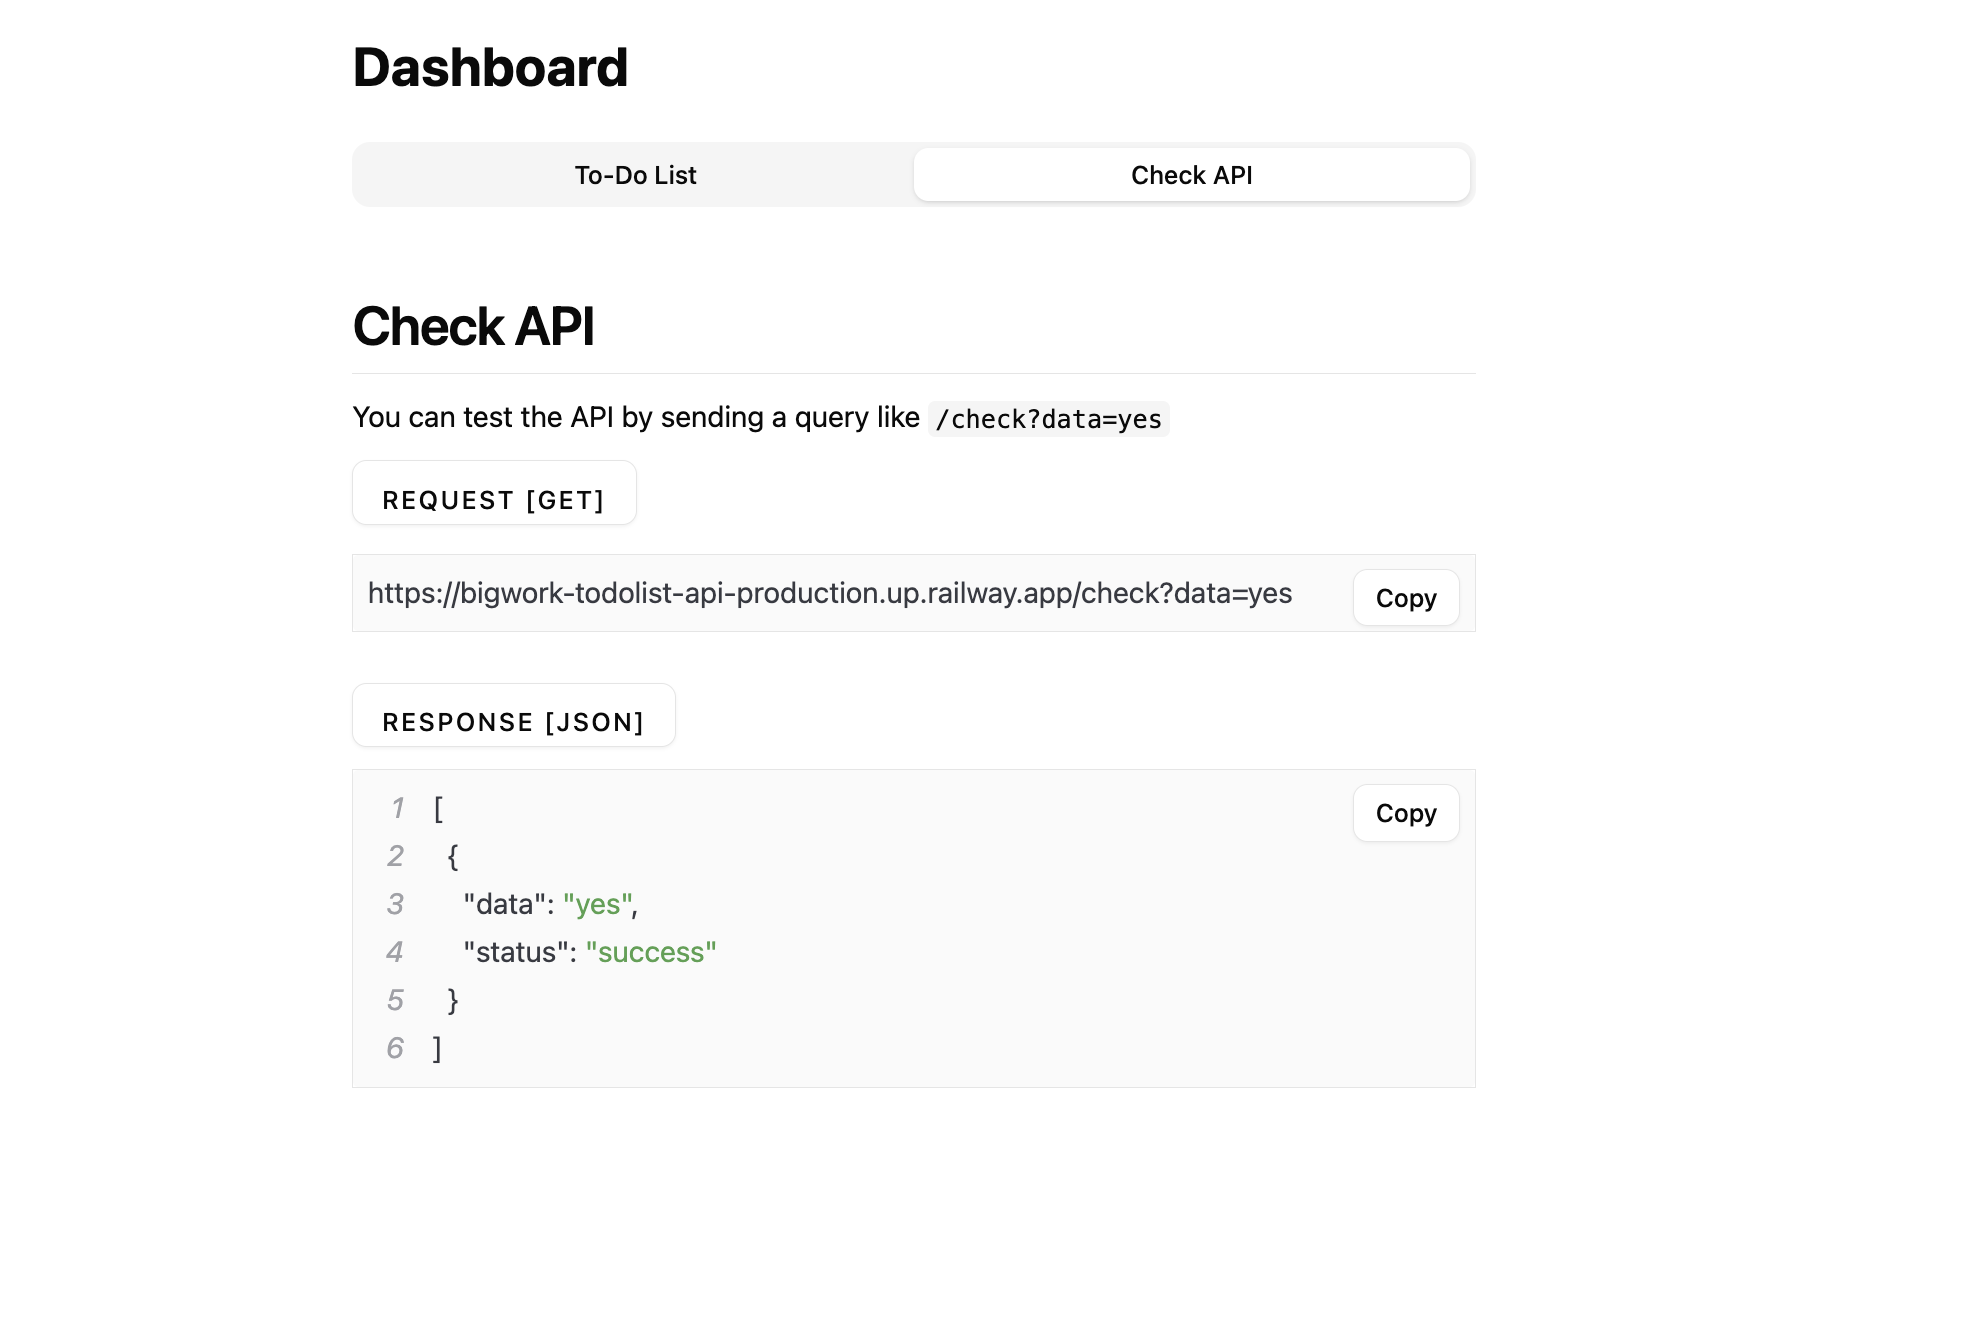 Dashboard
To-Do List
Check API
Check API
You can test the API by sending a query like /check?data=yes
REQUEST [GET]
https://bigwork-todolist-api-production.up.railway.app/check?data=yes
Copy
RESPONSE [JSON]
Copy
1 [
2 {
3 "data": "yes",
4 "status": "success"
5 }
6 ]